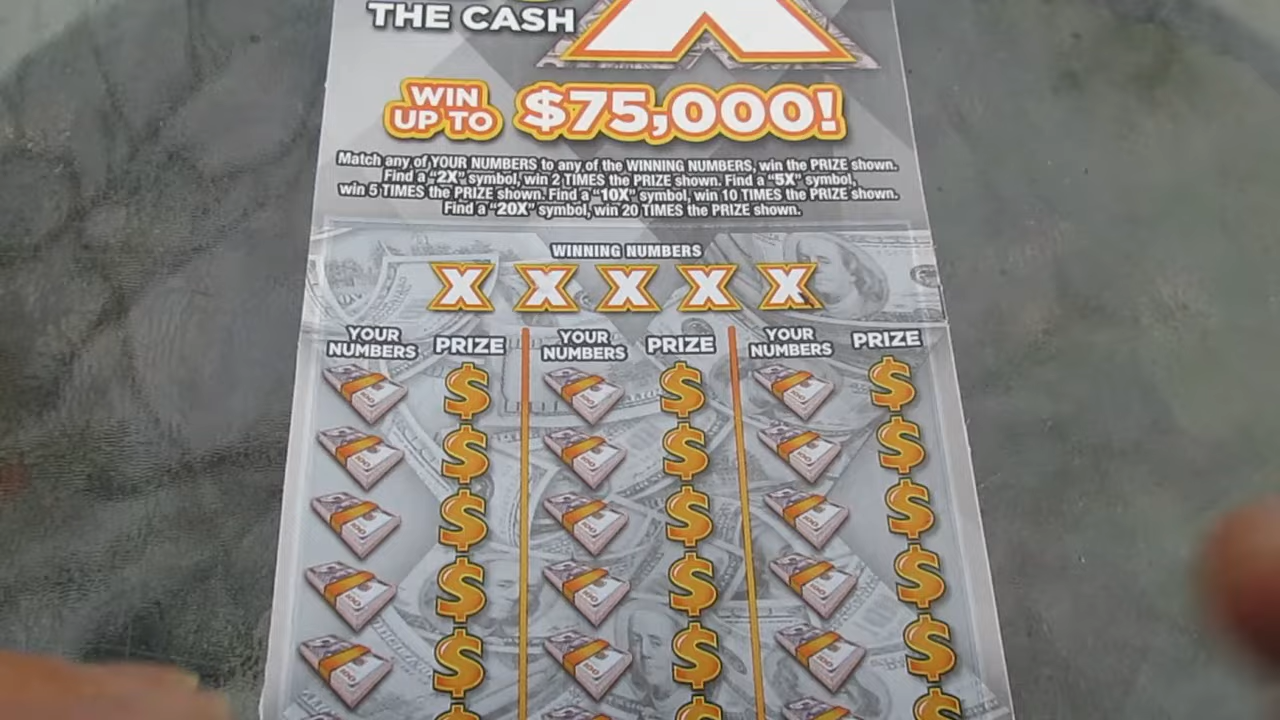 THE CASH X
WIN
UP TO $75,000!
Match any of YOUR NUMBERS to any of the WINNING NUMBERS, win the PRIZE shown.
Find a "2X" symbol, win 2 TIMES the PRIZE shown. Find a "5X" symbol,
win 5 TIMES the PRIZE shown. Find a "10X" symbol, win 10 TIMES the PRIZE shown.
Find a "20X" symbol, win 20 TIMES the PRIZE shown.
WINNING NUMBERS
X X X X X
YOUR NUMBERS PRIZE YOUR NUMBERS PRIZE YOUR NUMBERS PRIZE
$ $ $
$ $ $
$ $ $
$ $ $
$ $ $
$ $ $